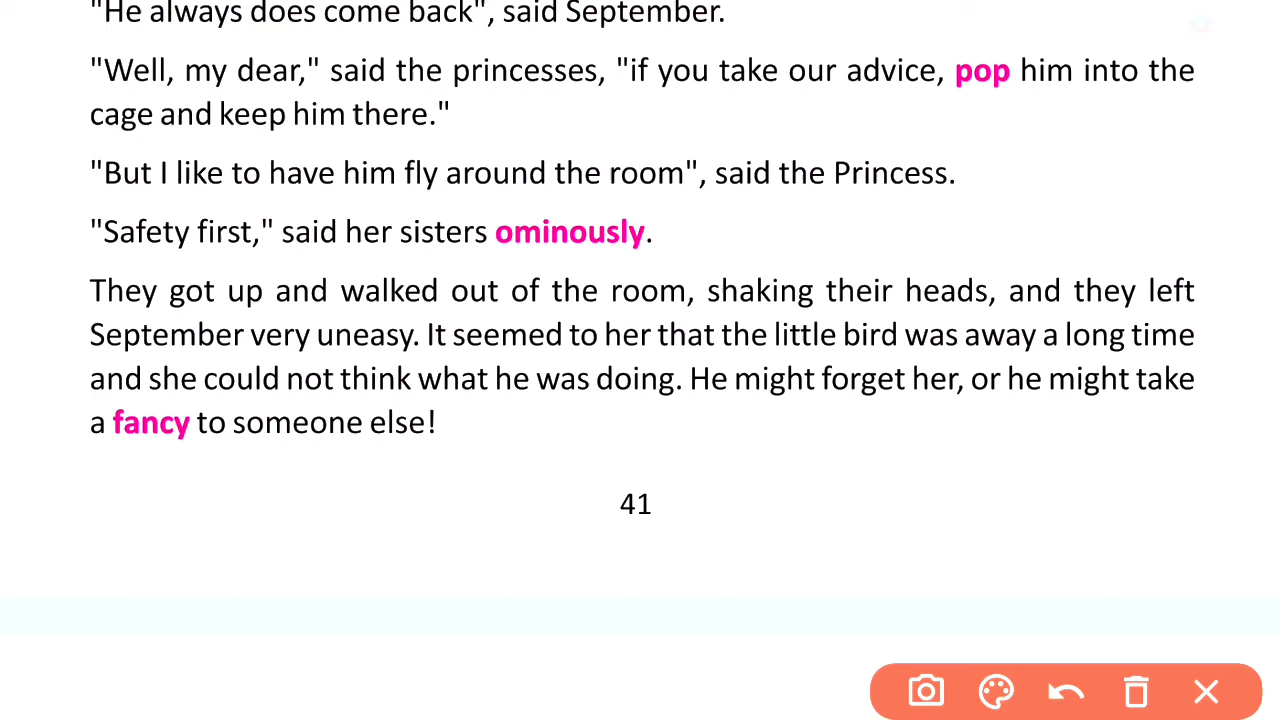 "He always does come back", said September.
"Well, my dear," said the princesses, "if you take our advice, pop him into the
cage and keep him there."
"But I like to have him fly around the room", said the Princess.
"Safety first," said her sisters ominously.
They got up and walked out of the room, shaking their heads, and they left
September very uneasy. It seemed to her that the little bird was away a long time
and she could not think what he was doing. He might forget her, or he might take
a fancy to someone else!
41